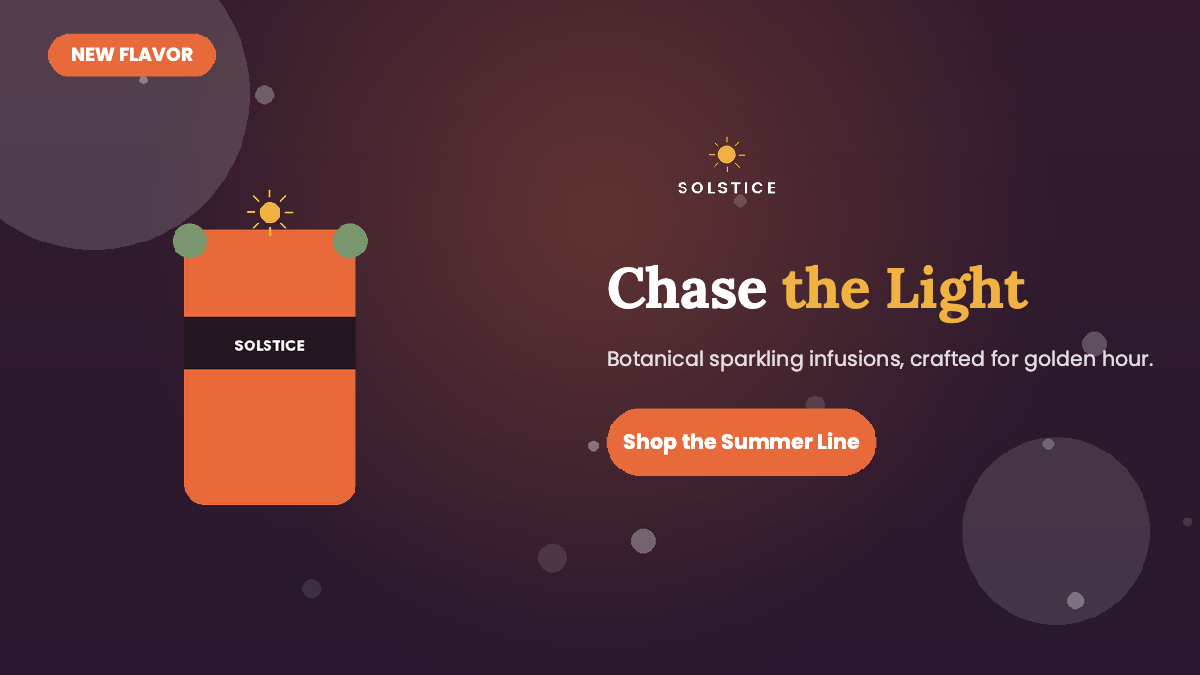 NEW FLAVOR
SOLSTICE
SOLSTICE
Chase the Light
Botanical sparkling infusions, crafted for golden hour.
Shop the Summer Line